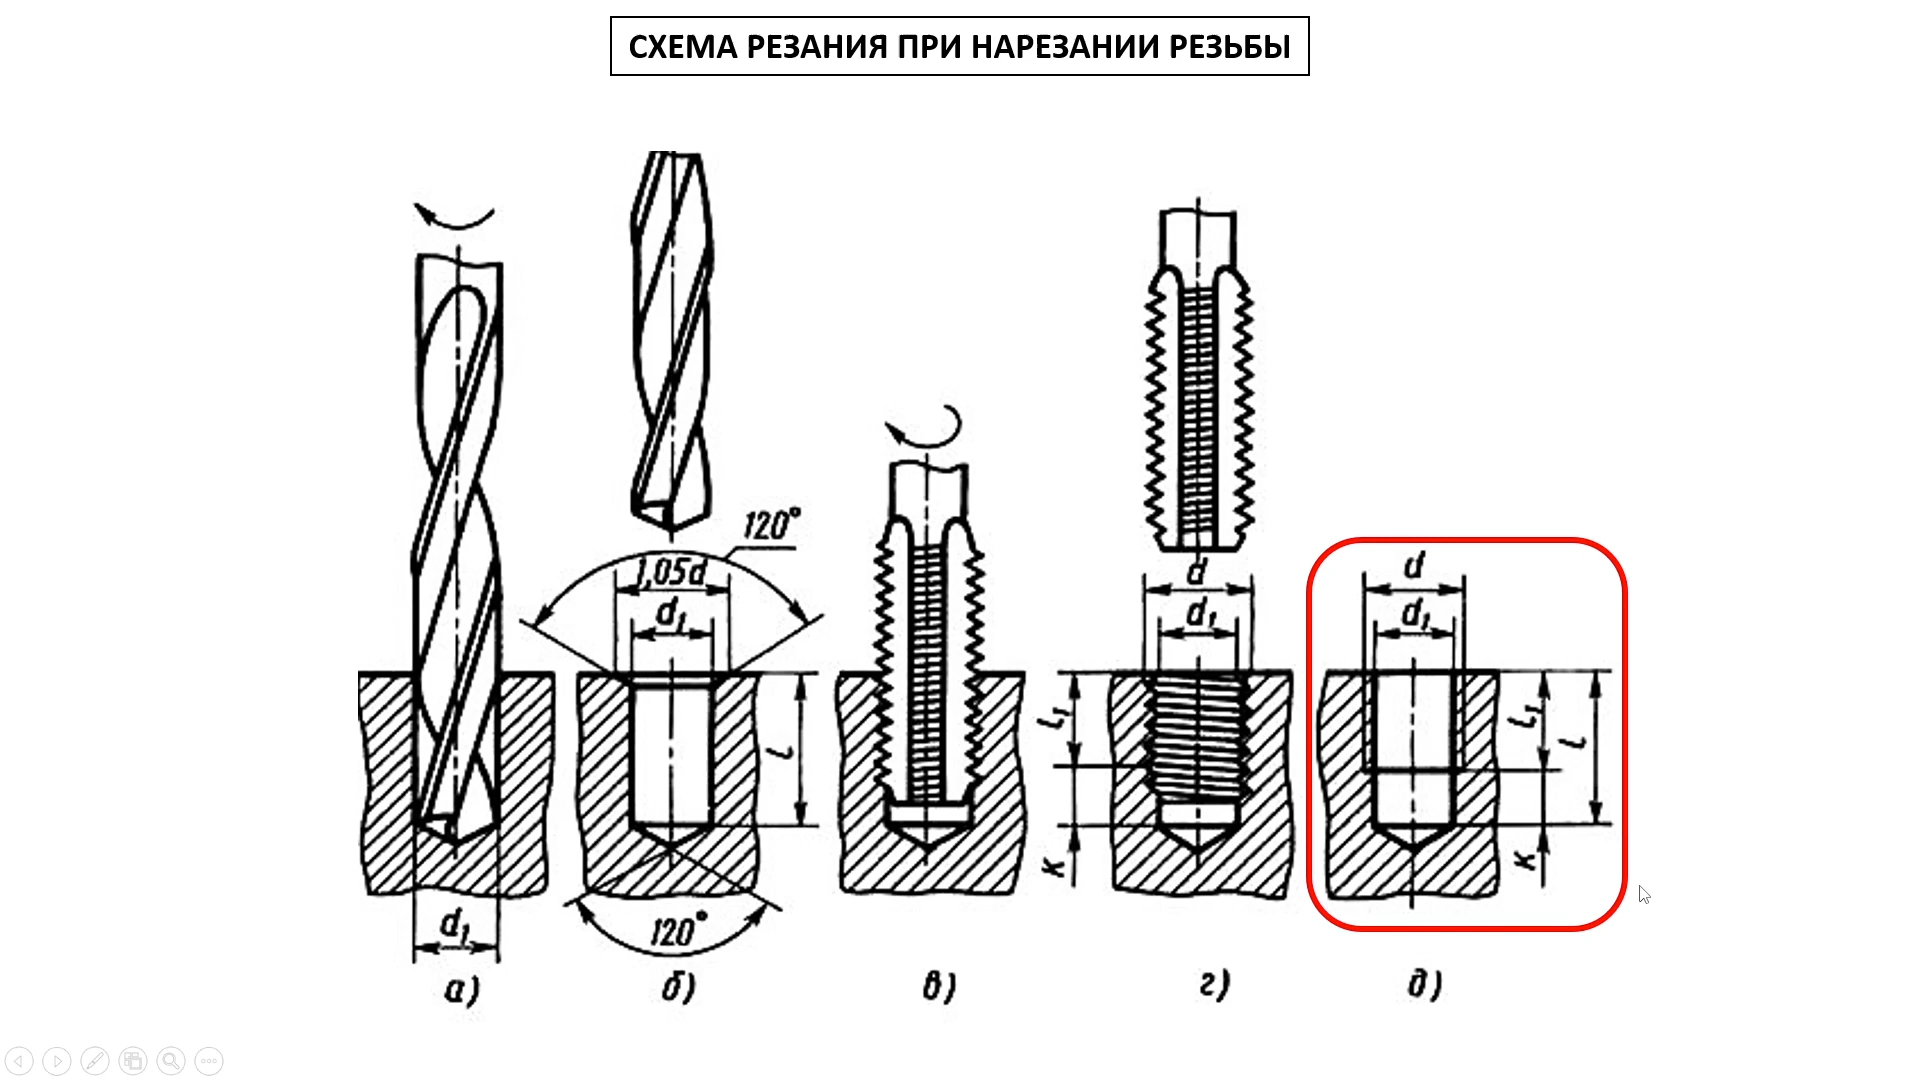 СХЕМА РЕЗАНИЯ ПРИ НАРЕЗАНИИ РЕЗЬБЫ
120°
1,05d
d₁
l
120°
d₁
d
d₁
l₁
к
d
d₁
l₁
l
к
а)
б)
в)
г)
д)